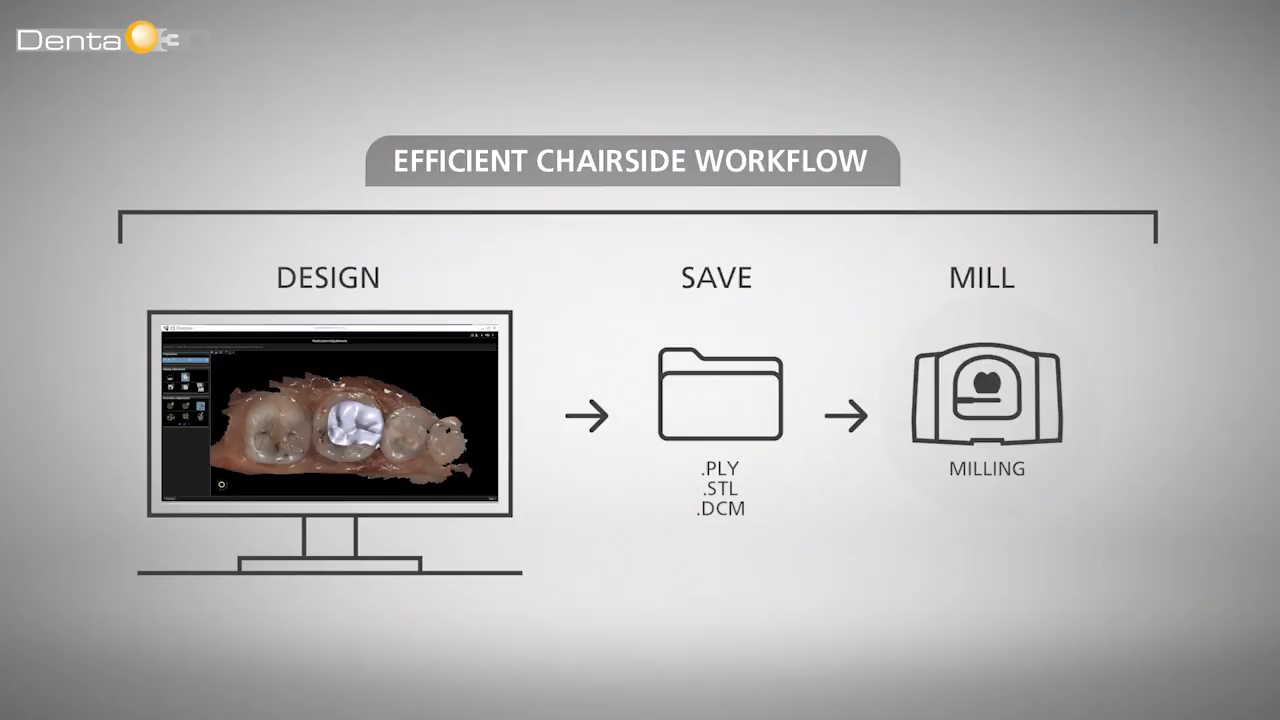 Denta
EFFICIENT CHAIRSIDE WORKFLOW
DESIGN
SAVE
MILL
.PLY
.STL
.DCM
MILLING